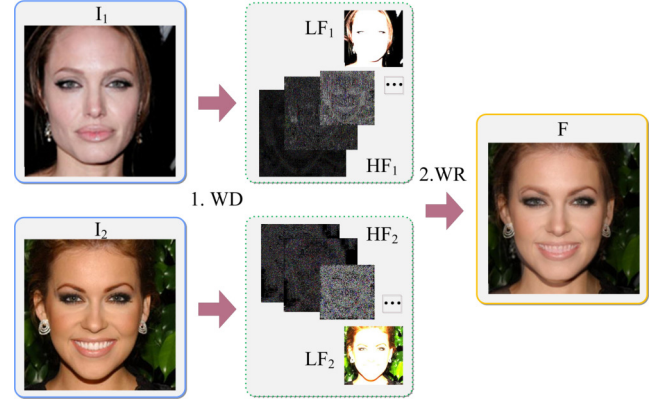 I₁
LF₁
...
HF₁
1. WD
2.WR
F
I₂
HF₂
...
LF₂